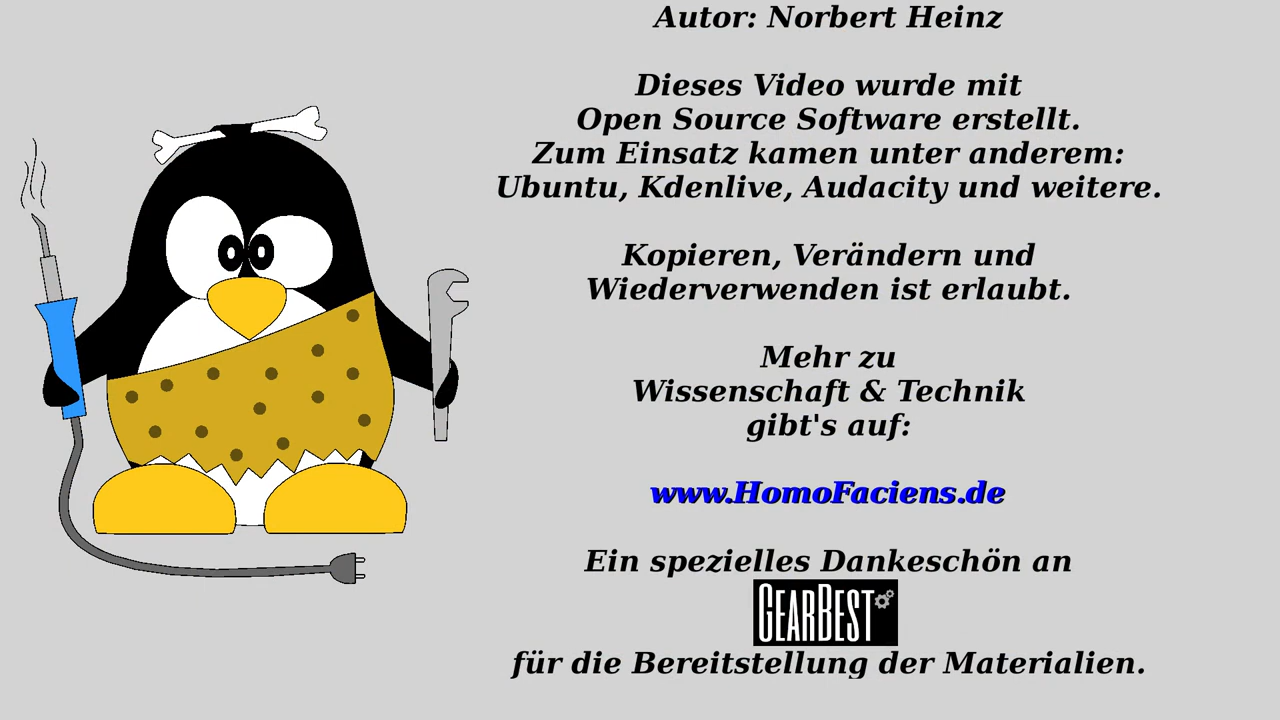 Autor: Norbert Heinz
Dieses Video wurde mit
Open Source Software erstellt.
Zum Einsatz kamen unter anderem:
Ubuntu, Kdenlive, Audacity und weitere.
Kopieren, Verändern und
Wiederverwenden ist erlaubt.
Mehr zu
Wissenschaft & Technik
gibt's auf:
www.HomoFaciens.de
Ein spezielles Dankeschön an
GEARBEST
für die Bereitstellung der Materialien.